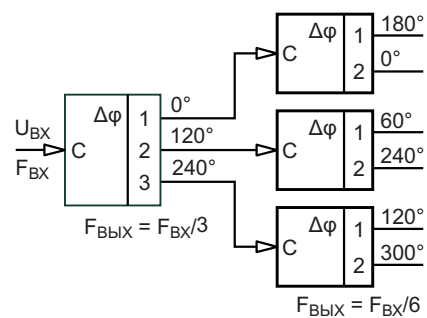 U_ВХ
F_ВХ
C Δφ 1 2 3
0°
120°
240°
F_ВЫХ = F_ВХ/3
C Δφ 1 2
180°
0°
C Δφ 1 2
60°
240°
C Δφ 1 2
120°
300°
F_ВЫХ = F_ВХ/6